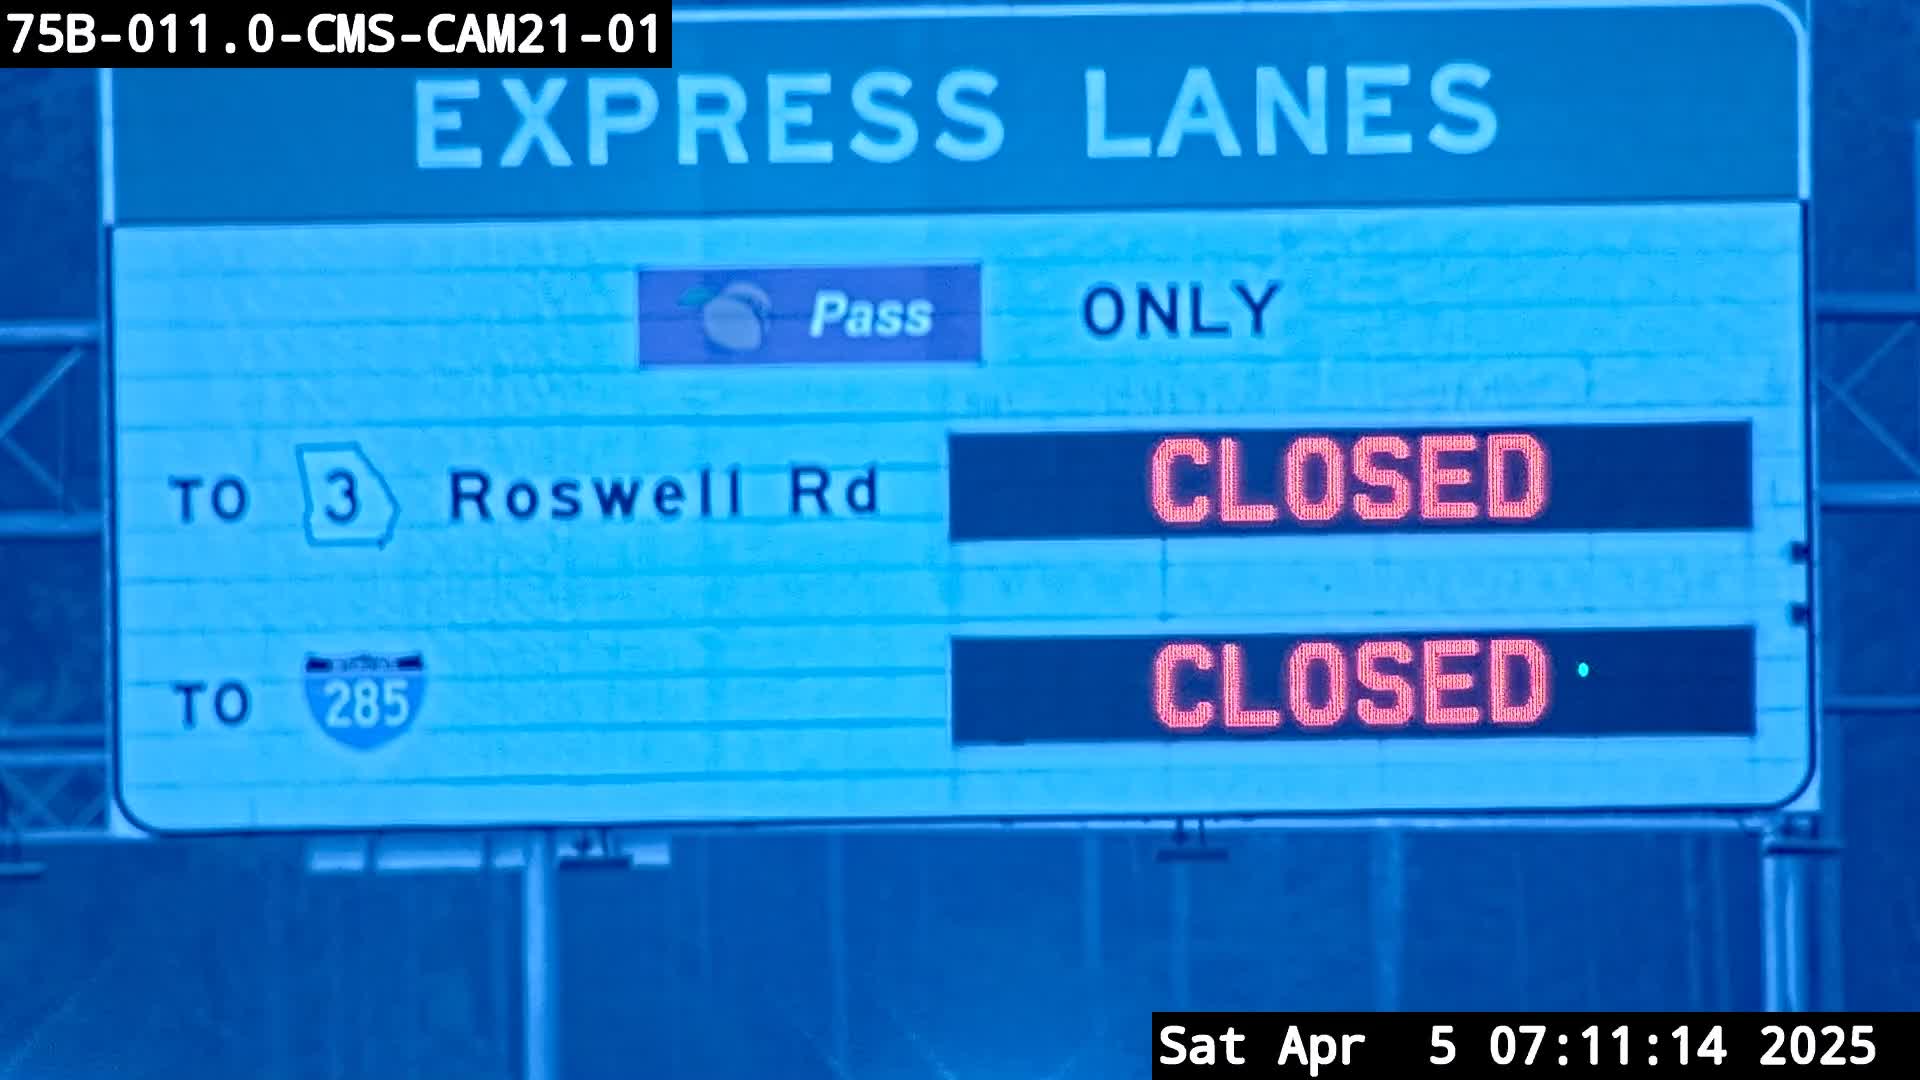 75B-011.0-CMS-CAM21-01
EXPRESS LANES
Pass ONLY
TO 3 Roswell Rd CLOSED
TO 285 CLOSED
Sat Apr 5 07:11:14 2025